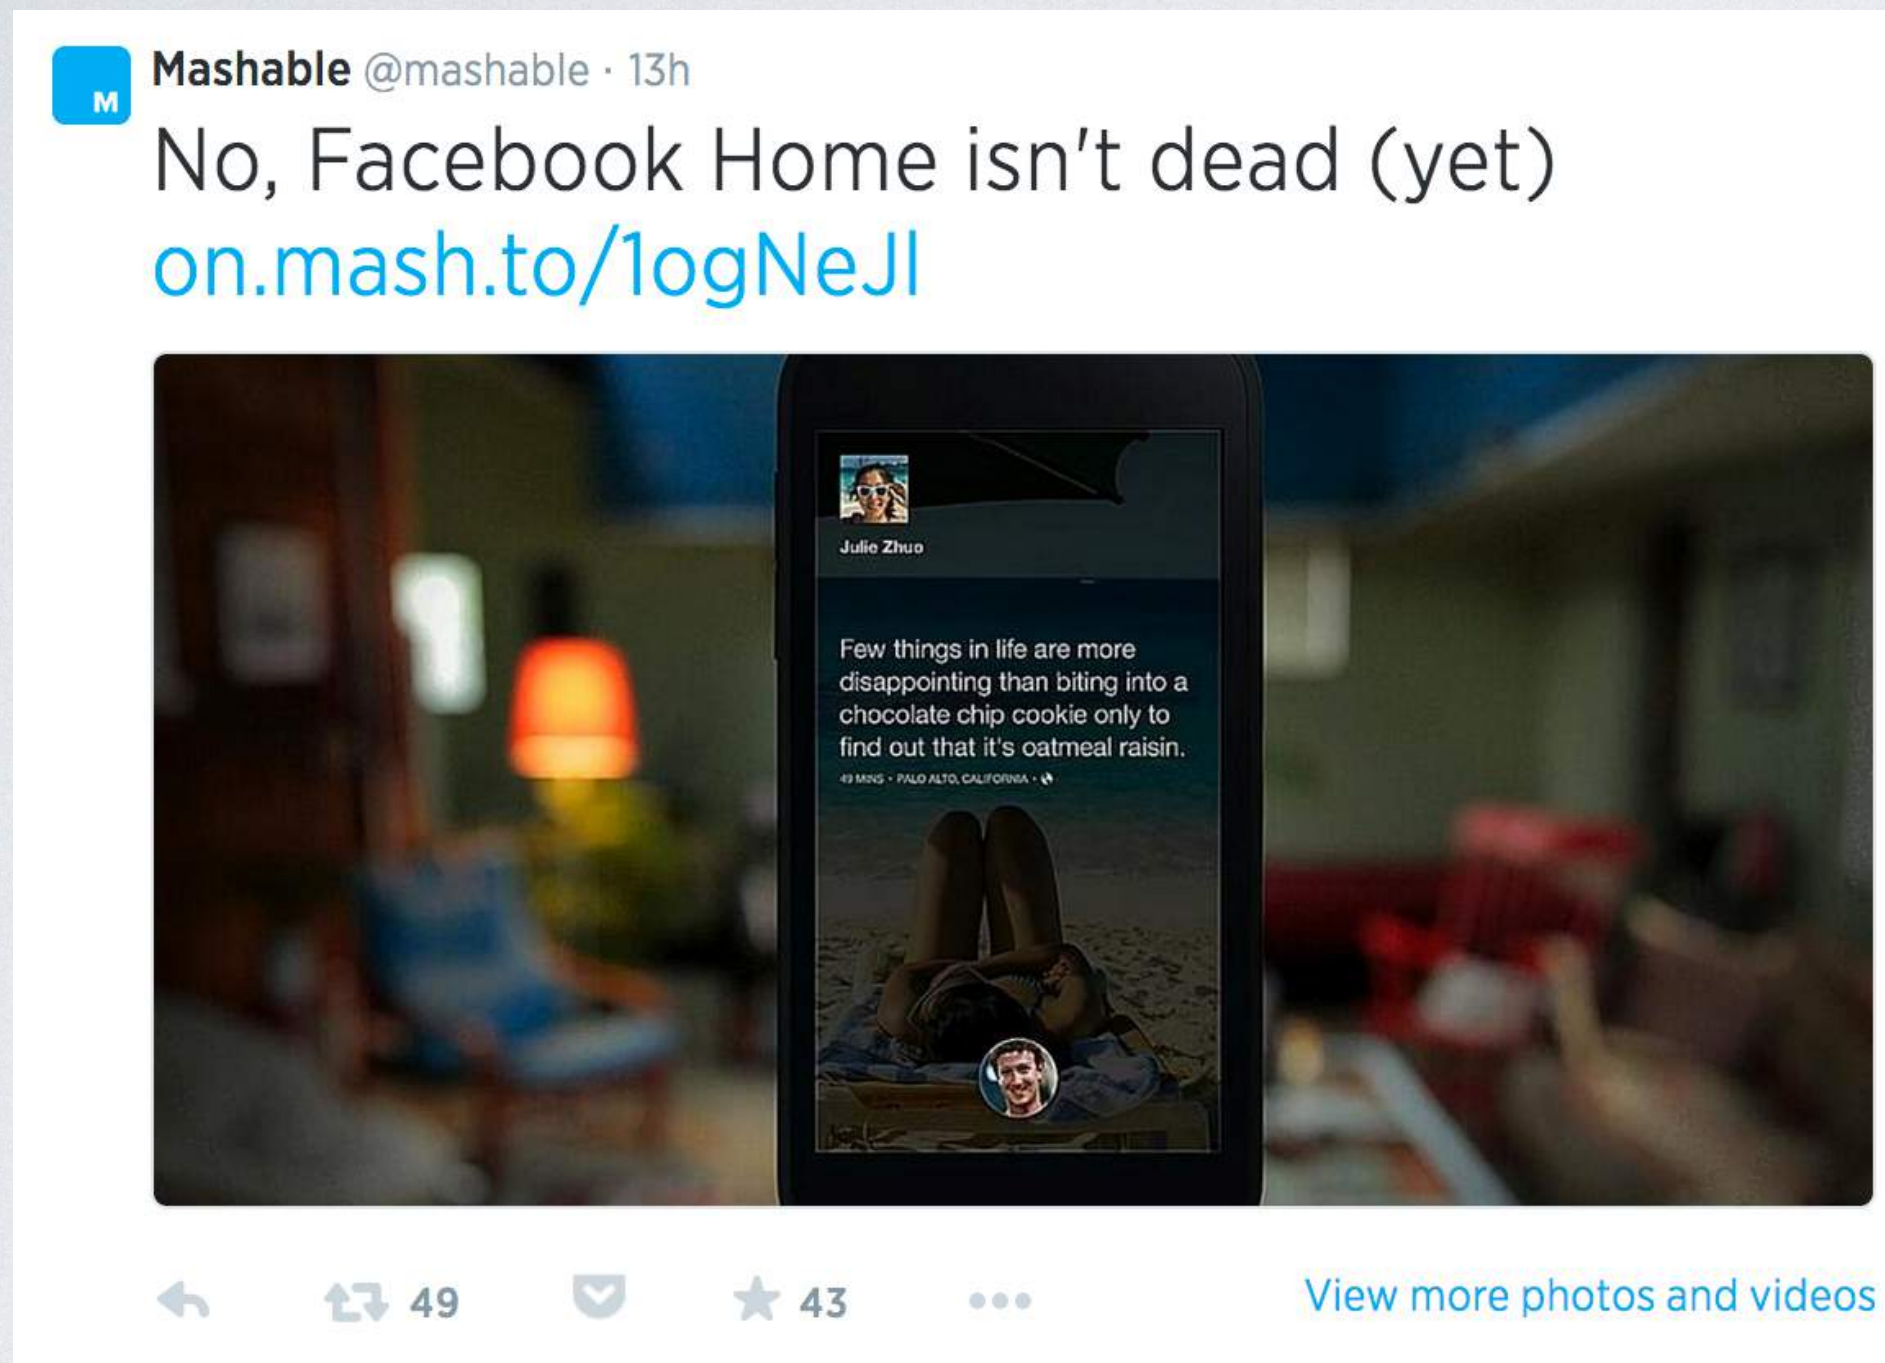 M
Mashable @mashable · 13h
No, Facebook Home isn't dead (yet)
on.mash.to/1ogNeJl
Julie Zhuo
Few things in life are more
disappointing than biting into a
chocolate chip cookie only to
find out that it's oatmeal raisin.
49 MINS • PALO ALTO, CALIFORNIA •
49
43
View more photos and videos